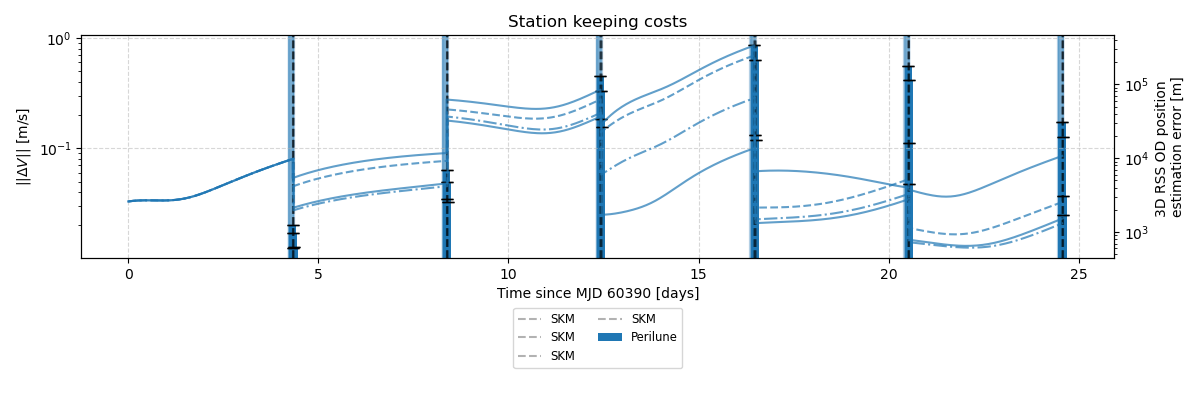 Station keeping costs
10⁰
10⁻¹
||ΔV|| [m/s]
10⁵
10⁴
10³
3D RSS OD position
estimation error [m]
0 5 10 15 20 25
Time since MJD 60390 [days]
SKM SKM
SKM Perilune
SKM